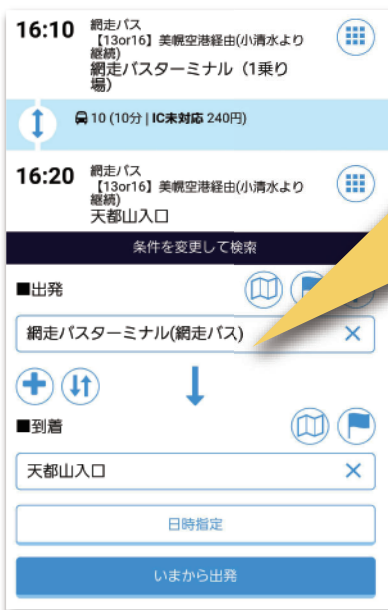 16:10 網走バス
【13or16】美幌空港経由(小清水より
継続)
網走バスターミナル（1乗り
場）
10 (10分 | IC未対応 240円)
16:20 網走バス
【13or16】美幌空港経由(小清水より
継続)
天都山入口
条件を変更して検索
■出発
網走バスターミナル(網走バス)
■到着
天都山入口
日時指定
いまから出発